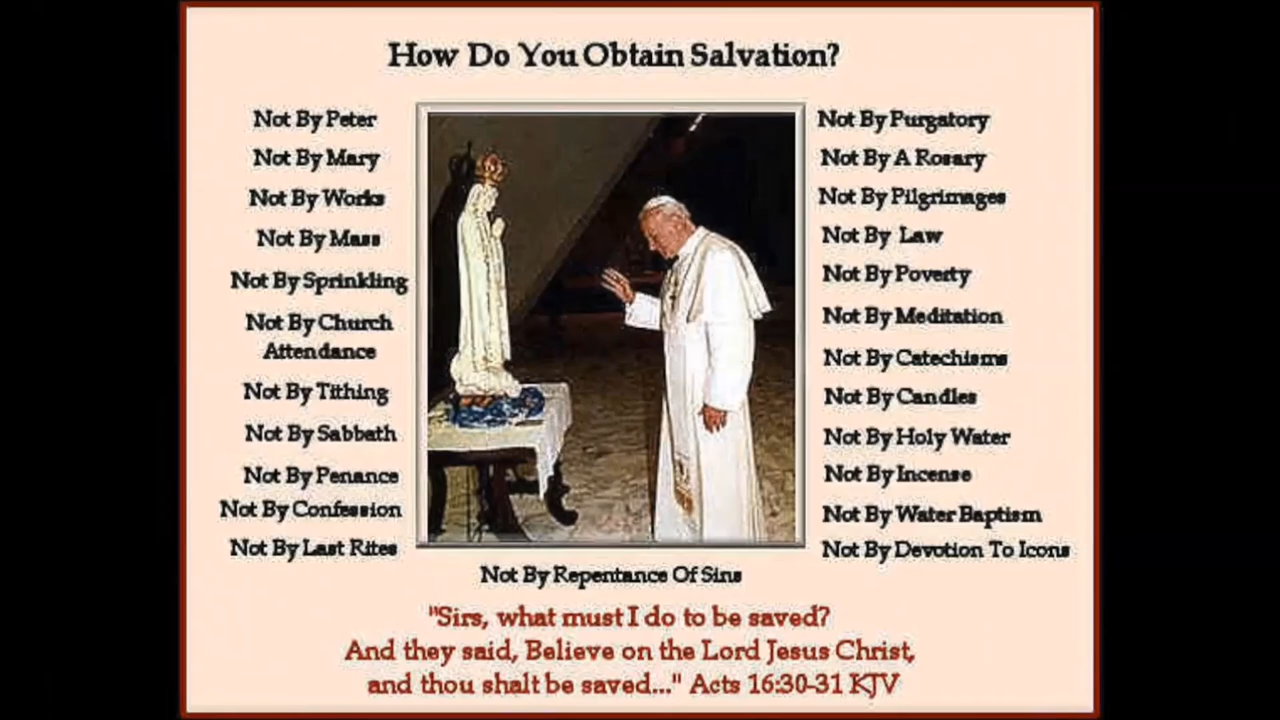 How Do You Obtain Salvation?
Not By Peter
Not By Mary
Not By Works
Not By Mass
Not By Sprinkling
Not By Church
Attendance
Not By Tithing
Not By Sabbath
Not By Penance
Not By Confession
Not By Last Rites
Not By Purgatory
Not By A Rosary
Not By Pilgrimages
Not By Law
Not By Poverty
Not By Meditation
Not By Catechisms
Not By Candles
Not By Holy Water
Not By Incense
Not By Water Baptism
Not By Devotion To Icons
Not By Repentance Of Sins
"Sirs, what must I do to be saved?
And they said, Believe on the Lord Jesus Christ,
and thou shalt be saved..." Acts 16:30-31 KJV